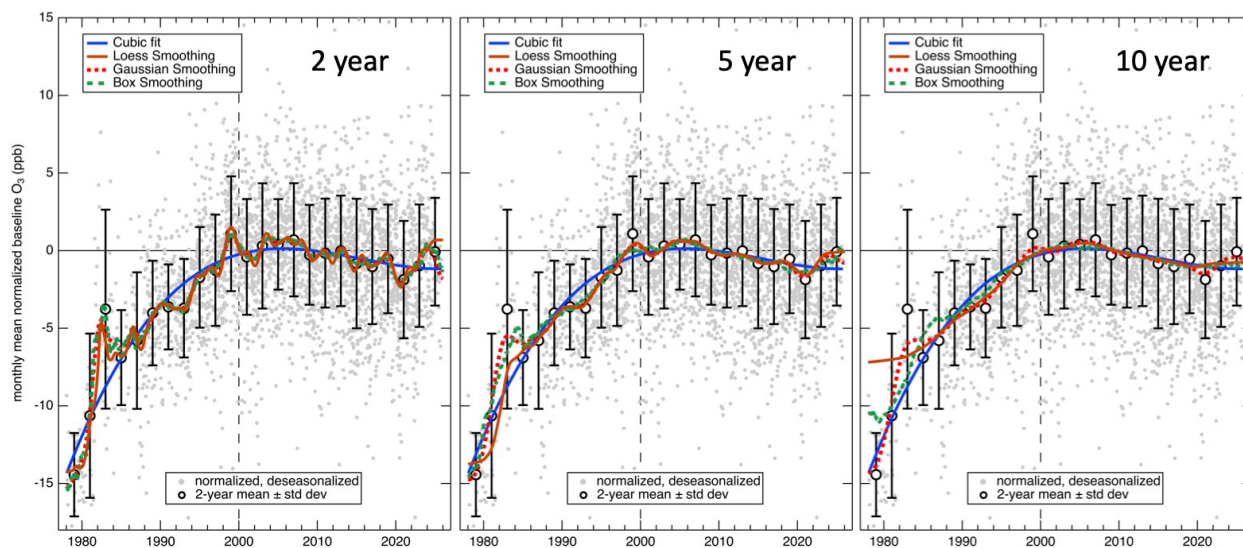 15
10
5
0
-5
-10
-15
monthly mean normalized baseline O3 (ppb)
Cubic fit
Loess Smoothing
Gaussian Smoothing
Box Smoothing
2 year
normalized, deseasonalized
2-year mean ± std dev
1980 1990 2000 2010 2020
Cubic fit
Loess Smoothing
Gaussian Smoothing
Box Smoothing
5 year
normalized, deseasonalized
2-year mean ± std dev
1980 1990 2000 2010 2020
Cubic fit
Loess Smoothing
Gaussian Smoothing
Box Smoothing
10 year
normalized, deseasonalized
2-year mean ± std dev
1980 1990 2000 2010 2020